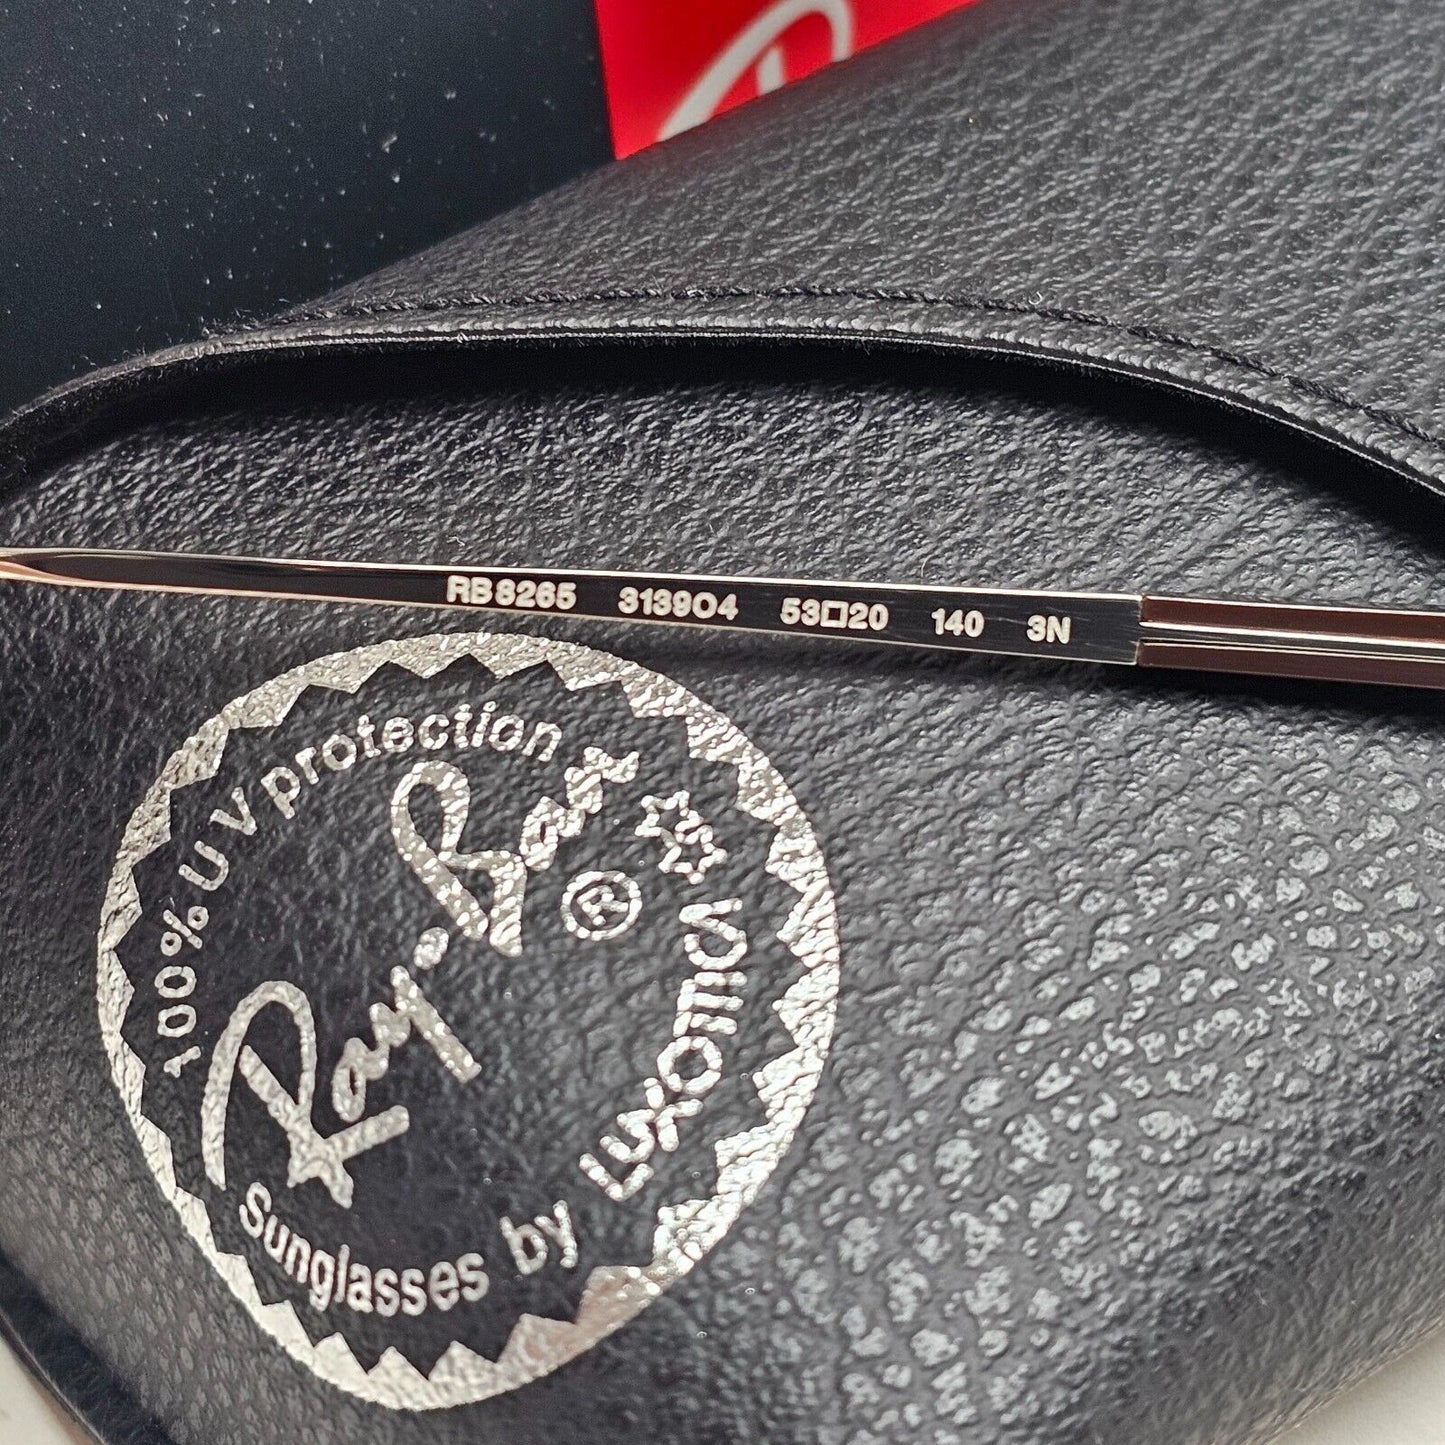 RB8265 3139O4 53□20 140 3N
100% UV protection
Ray-Ban ®
Sunglasses by LUXOTTICA